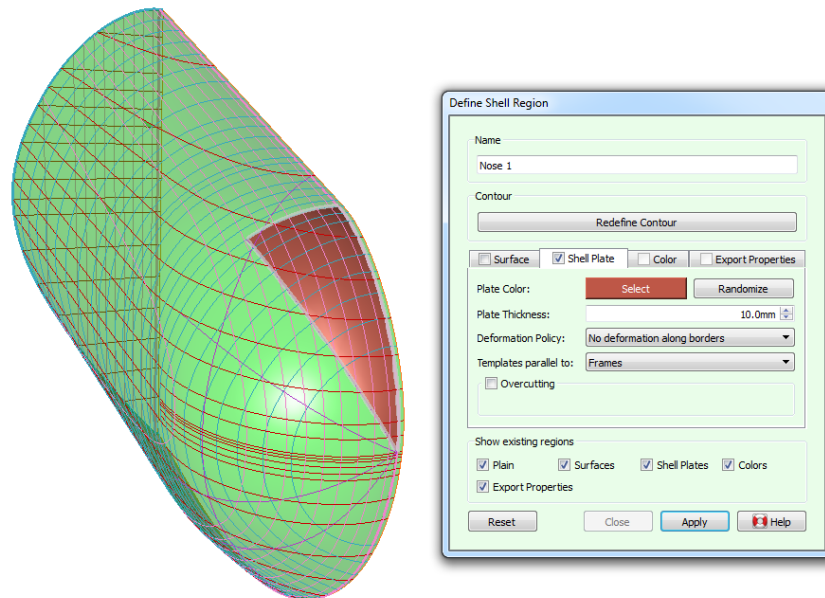 Define Shell Region
Name
Nose 1
Contour
Redefine Contour
Surface Shell Plate Color Export Properties
Plate Color: Select Randomize
Plate Thickness: 10.0mm
Deformation Policy: No deformation along borders
Templates parallel to: Frames
Overcutting
Show existing regions
Plain Surfaces Shell Plates Colors
Export Properties
Reset Close Apply Help